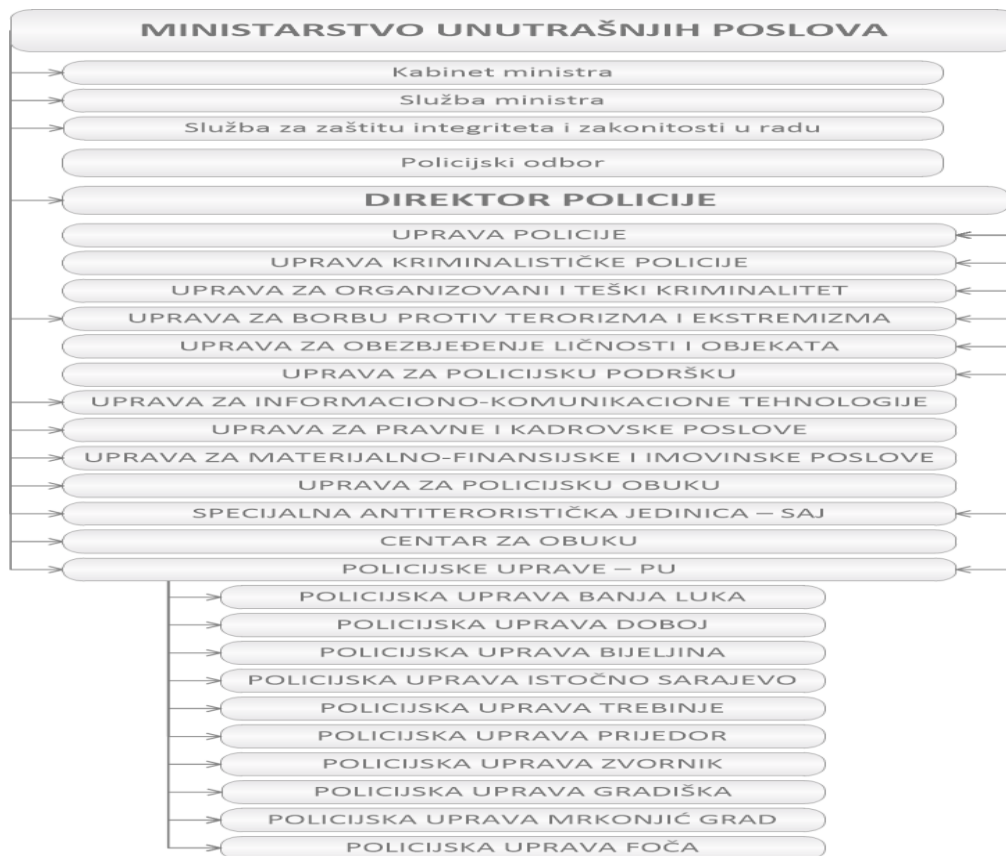 MINISTARSTVO UNUTRAŠNJIH POSLOVA
Kabinet ministra
Služba ministra
Služba za zaštitu integriteta i zakonitosti u radu
Policijski odbor
DIREKTOR POLICIJE
UPRAVA POLICIJE
UPRAVA KRIMINALISTIČKE POLICIJE
UPRAVA ZA ORGANIZOVANI I TEŠKI KRIMINALITET
UPRAVA ZA BORBU PROTIV TERORIZMA I EKSTREMIZMA
UPRAVA ZA OBEZBJEĐENJE LIČNOSTI I OBJEKATA
UPRAVA ZA POLICIJSKU PODRŠKU
UPRAVA ZA INFORMACIONO-KOMUNIKACIONE TEHNOLOGIJE
UPRAVA ZA PRAVNE I KADROVSKE POSLOVE
UPRAVA ZA MATERIJALNO-FINANSIJSKE I IMOVINSKE POSLOVE
UPRAVA ZA POLICIJSKU OBUKU
SPECIJALNA ANTITERORISTIČKA JEDINICA – SAJ
CENTAR ZA OBUKU
POLICIJSKE UPRAVE – PU
POLICIJSKA UPRAVA BANJA LUKA
POLICIJSKA UPRAVA DOBOJ
POLICIJSKA UPRAVA BIJELJINA
POLICIJSKA UPRAVA ISTOČNO SARAJEVO
POLICIJSKA UPRAVA TREBINJE
POLICIJSKA UPRAVA PRIJEDOR
POLICIJSKA UPRAVA ZVORNIK
POLICIJSKA UPRAVA GRADIŠKA
POLICIJSKA UPRAVA MRKONJIĆ GRAD
POLICIJSKA UPRAVA FOČA